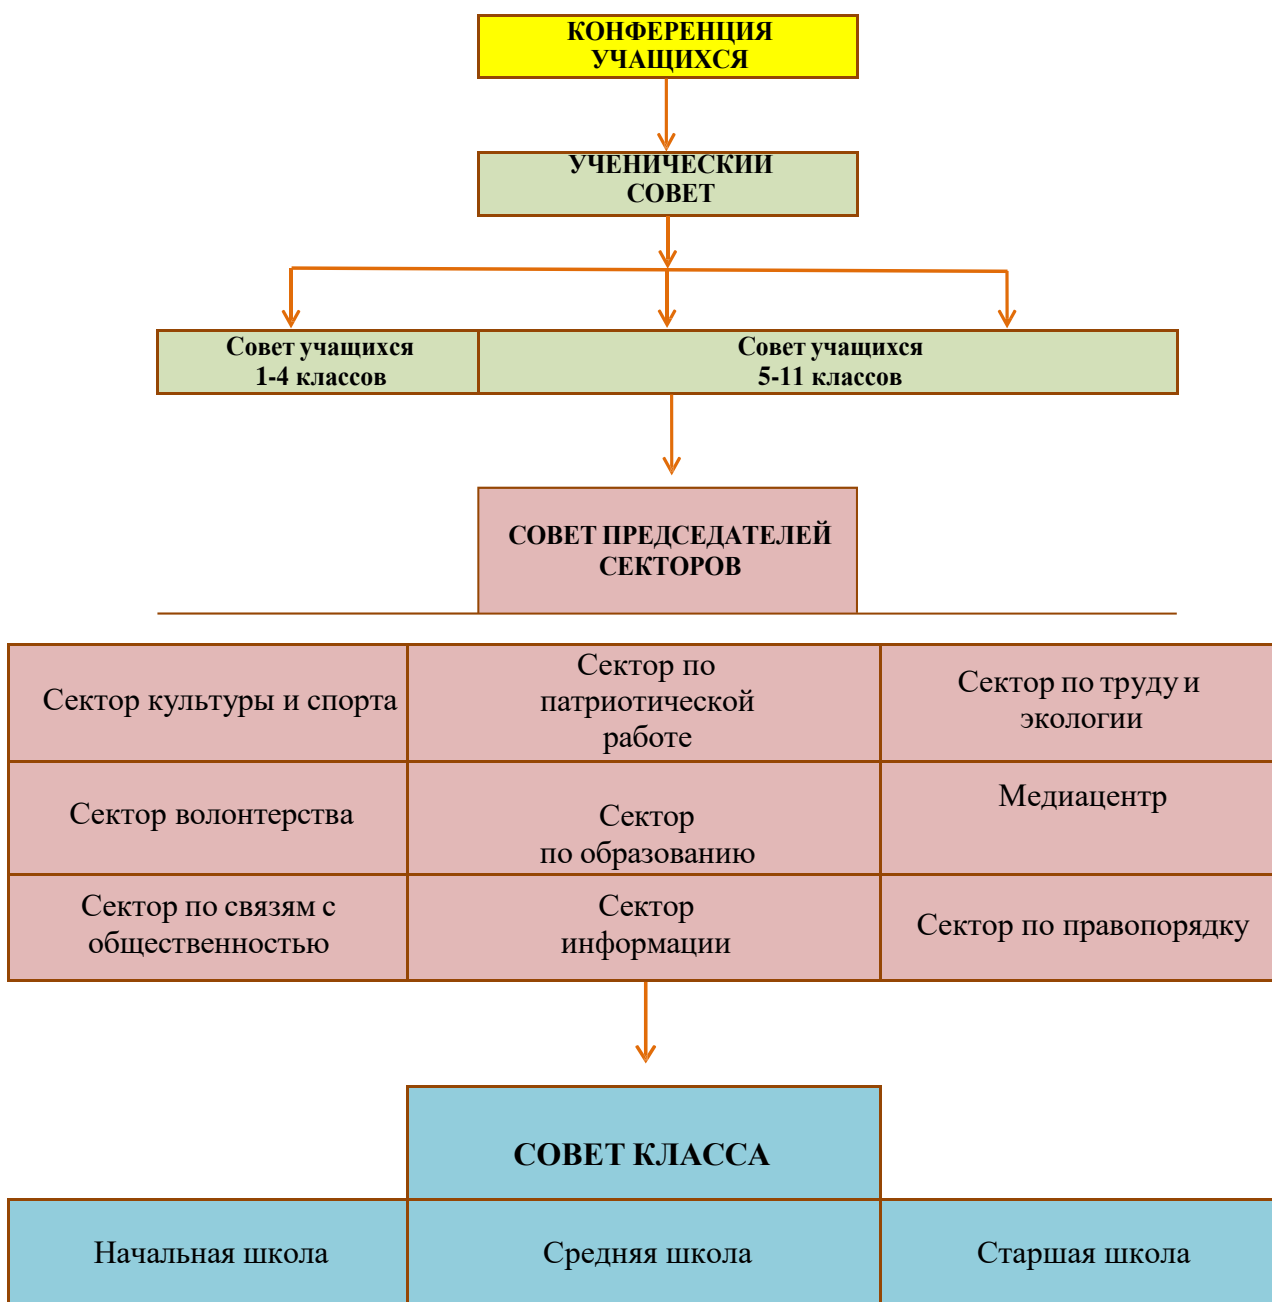 КОНФЕРЕНЦИЯ
УЧАЩИХСЯ
УЧЕНИЧЕСКИЙ
СОВЕТ
Совет учащихся
1-4 классов
Совет учащихся
5-11 классов
СОВЕТ ПРЕДСЕДАТЕЛЕЙ
СЕКТОРОВ
Сектор культуры и спорта
Сектор по
патриотической
работе
Сектор по труду и
экологии
Сектор волонтерства
Сектор
по образованию
Медиацентр
Сектор по связям с
общественностью
Сектор
информации
Сектор по правопорядку
СОВЕТ КЛАССА
Начальная школа
Средняя школа
Старшая школа